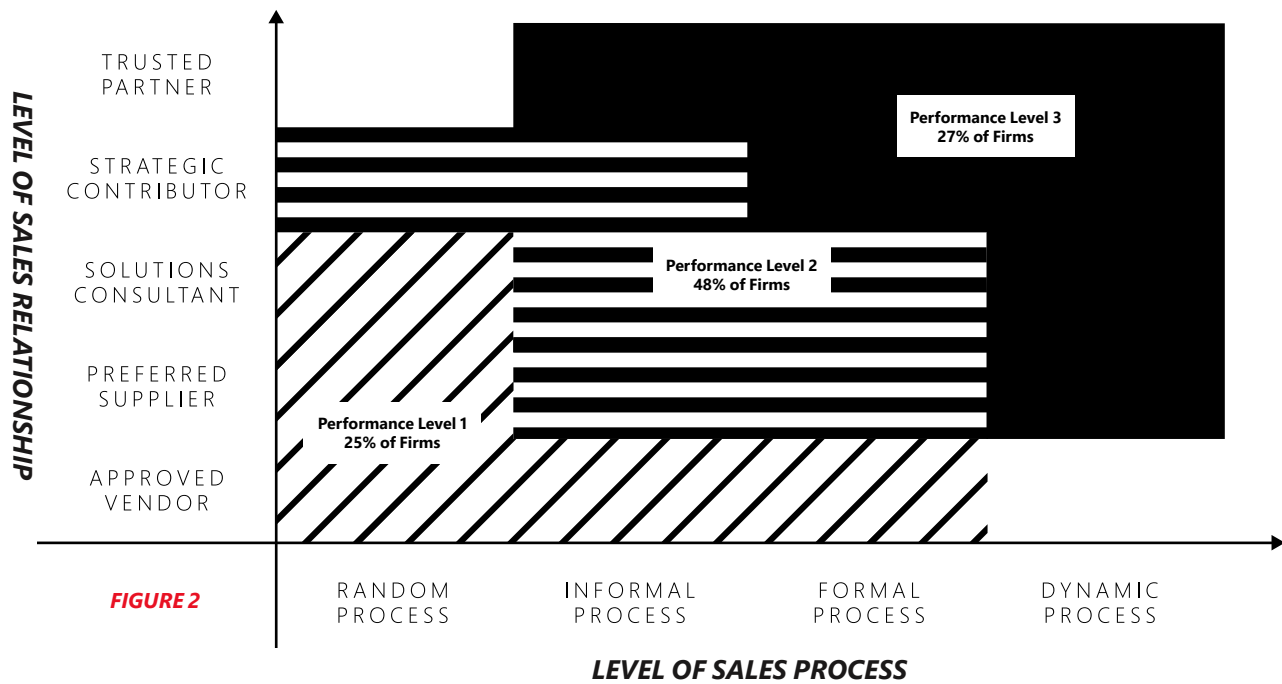 LEVEL OF SALES RELATIONSHIP
TRUSTED
PARTNER
STRATEGIC
CONTRIBUTOR
SOLUTIONS
CONSULTANT
PREFERRED
SUPPLIER
APPROVED
VENDOR
Performance Level 3
27% of Firms
Performance Level 2
48% of Firms
Performance Level 1
25% of Firms
FIGURE 2
RANDOM
PROCESS
INFORMAL
PROCESS
FORMAL
PROCESS
DYNAMIC
PROCESS
LEVEL OF SALES PROCESS